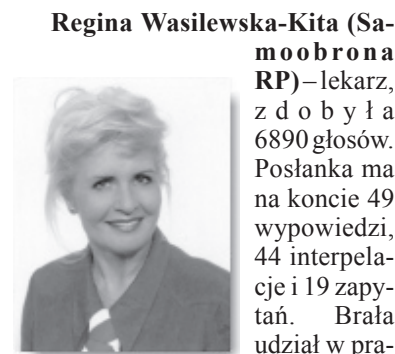 Regina Wasilewska-Kita (Sa-
moobrona
RP) – lekarz,
zdobyła
6890 głosów.
Posłanka ma
na koncie 49
wypowiedzi,
44 interpela-
cje i 19 zapy-
tań. Brała
udział w pra-